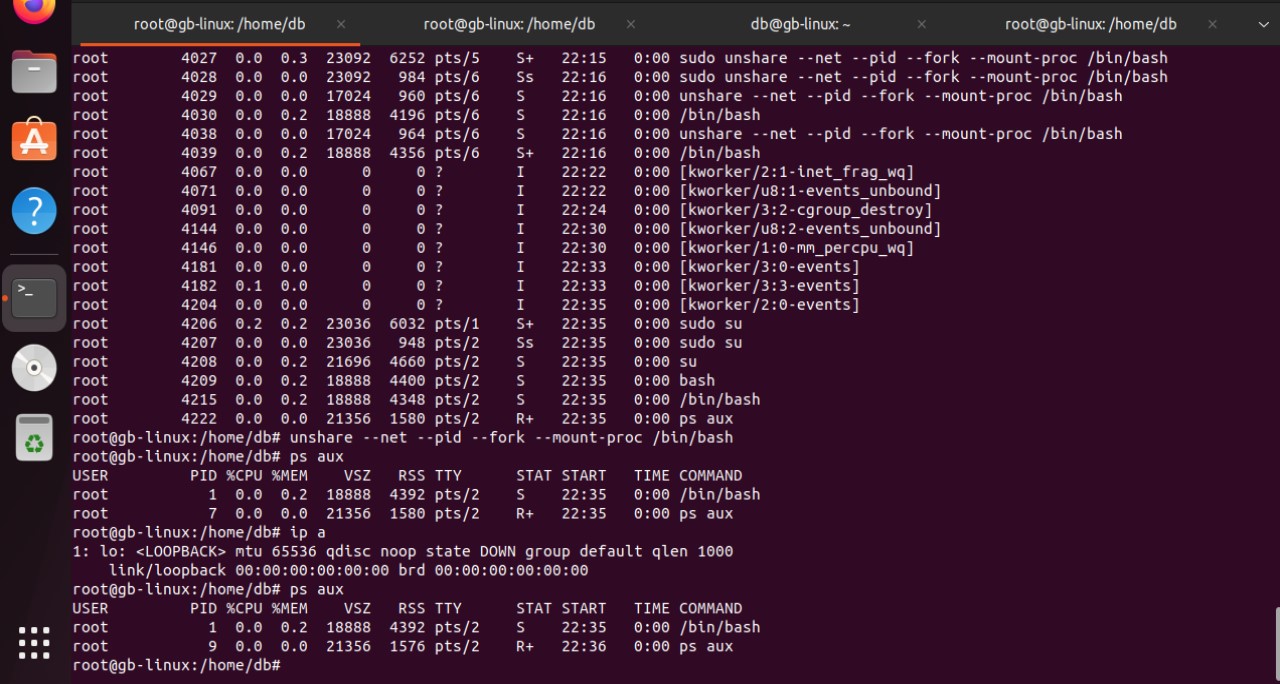 root@gb-linux: /home/db × root@gb-linux: /home/db × db@gb-linux: ~ × root@gb-linux: /home/db ×
root 4027 0.0 0.3 23092 6252 pts/5 S+ 22:15 0:00 sudo unshare --net --pid --fork --mount-proc /bin/bash
root 4028 0.0 0.0 23092 984 pts/6 Ss 22:16 0:00 sudo unshare --net --pid --fork --mount-proc /bin/bash
root 4029 0.0 0.0 17024 960 pts/6 S 22:16 0:00 unshare --net --pid --fork --mount-proc /bin/bash
root 4030 0.0 0.2 18888 4196 pts/6 S 22:16 0:00 /bin/bash
root 4038 0.0 0.0 17024 964 pts/6 S 22:16 0:00 unshare --net --pid --fork --mount-proc /bin/bash
root 4039 0.0 0.2 18888 4356 pts/6 S+ 22:16 0:00 /bin/bash
root 4067 0.0 0.0 0 0 ? I 22:22 0:00 [kworker/2:1-inet_frag_wq]
root 4071 0.0 0.0 0 0 ? I 22:22 0:00 [kworker/u8:1-events_unbound]
root 4091 0.0 0.0 0 0 ? I 22:24 0:00 [kworker/3:2-cgroup_destroy]
root 4144 0.0 0.0 0 0 ? I 22:30 0:00 [kworker/u8:2-events_unbound]
root 4146 0.0 0.0 0 0 ? I 22:30 0:00 [kworker/1:0-mm_percpu_wq]
root 4181 0.0 0.0 0 0 ? I 22:33 0:00 [kworker/3:0-events]
root 4182 0.1 0.0 0 0 ? I 22:33 0:00 [kworker/3:3-events]
root 4204 0.0 0.0 0 0 ? I 22:35 0:00 [kworker/2:0-events]
root 4206 0.2 0.2 23036 6032 pts/1 S+ 22:35 0:00 sudo su
root 4207 0.0 0.0 23036 948 pts/2 Ss 22:35 0:00 sudo su
root 4208 0.0 0.2 21696 4660 pts/2 S 22:35 0:00 su
root 4209 0.0 0.2 18888 4400 pts/2 S 22:35 0:00 bash
root 4215 0.0 0.2 18888 4348 pts/2 S 22:35 0:00 /bin/bash
root 4222 0.0 0.0 21356 1580 pts/2 R+ 22:35 0:00 ps aux
root@gb-linux:/home/db# unshare --net --pid --fork --mount-proc /bin/bash
root@gb-linux:/home/db# ps aux
USER PID %CPU %MEM VSZ RSS TTY STAT START TIME COMMAND
root 1 0.0 0.2 18888 4392 pts/2 S 22:35 0:00 /bin/bash
root 7 0.0 0.0 21356 1580 pts/2 R+ 22:35 0:00 ps aux
root@gb-linux:/home/db# ip a
1: lo: <LOOPBACK> mtu 65536 qdisc noop state DOWN group default qlen 1000
link/loopback 00:00:00:00:00:00 brd 00:00:00:00:00:00
root@gb-linux:/home/db# ps aux
USER PID %CPU %MEM VSZ RSS TTY STAT START TIME COMMAND
root 1 0.0 0.2 18888 4392 pts/2 S 22:35 0:00 /bin/bash
root 9 0.0 0.0 21356 1576 pts/2 R+ 22:36 0:00 ps aux
root@gb-linux:/home/db#